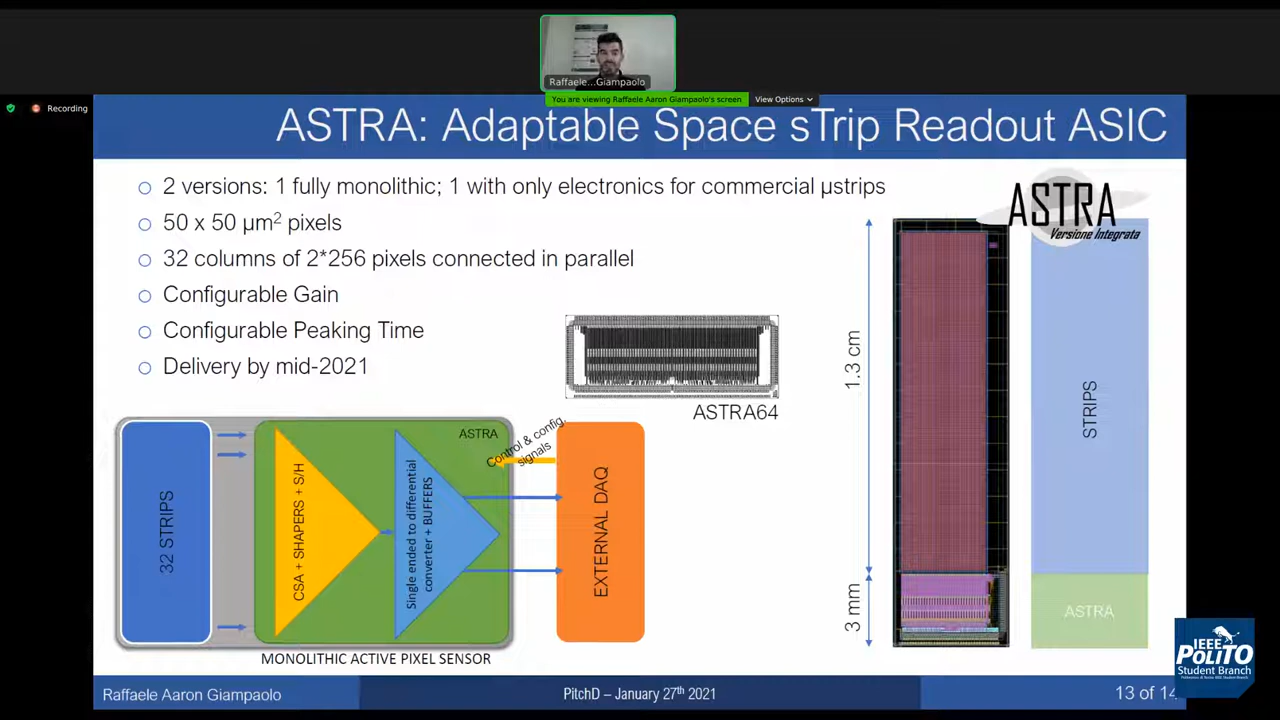 Raffaele...Giampaolo
You are viewing Raffaele Aaron Giampaolo's screen
View Options
Recording
ASTRA: Adaptable Space sTrip Readout ASIC
2 versions: 1 fully monolithic; 1 with only electronics for commercial µstrips
50 x 50 µm² pixels
32 columns of 2*256 pixels connected in parallel
Configurable Gain
Configurable Peaking Time
Delivery by mid-2021
ASTRA
Versione Integrata
ASTRA64
1.3 cm
3 mm
STRIPS
ASTRA
32 STRIPS
CSA + SHAPERS + S/H
Single ended to differential
converter + BUFFERS
ASTRA
Control & config.
signals
EXTERNAL DAQ
MONOLITHIC ACTIVE PIXEL SENSOR
Raffaele Aaron Giampaolo
PitchD – January 27th 2021
13 of 14
IEEE
POLITO
Student Branch